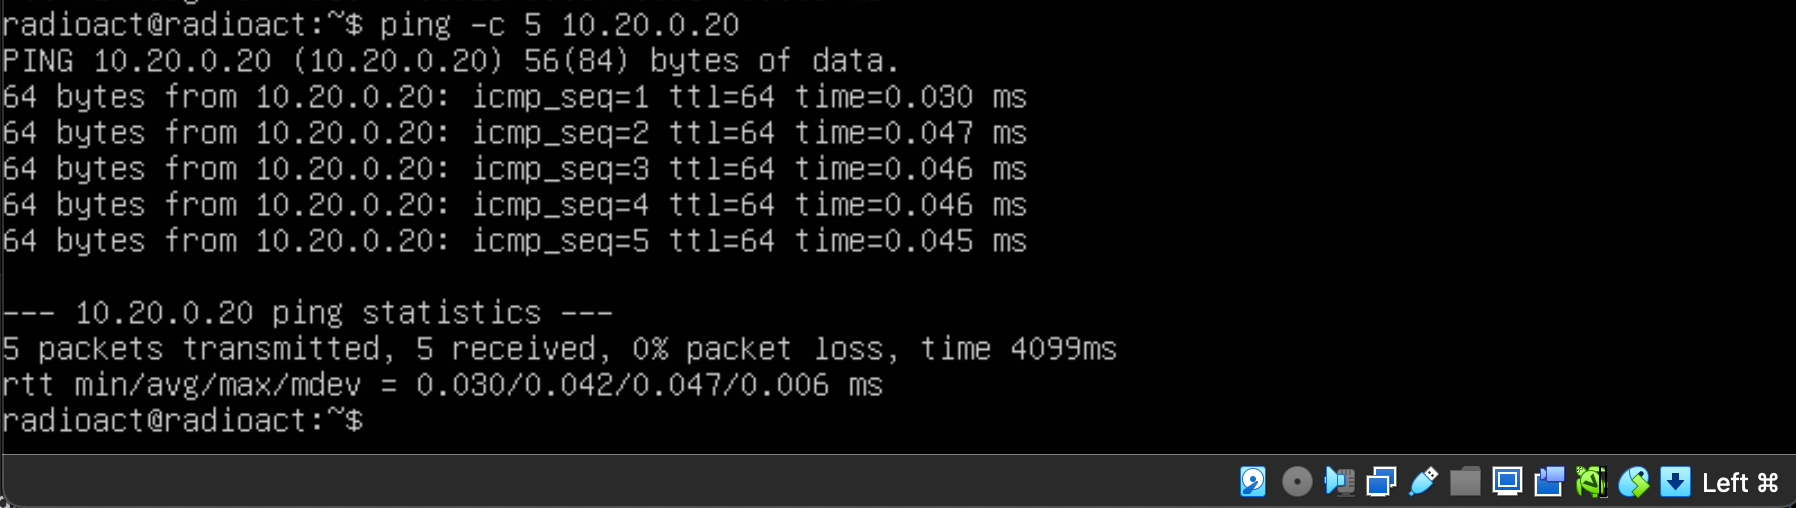 radioact@radioact:~$ ping -c 5 10.20.0.20
PING 10.20.0.20 (10.20.0.20) 56(84) bytes of data.
64 bytes from 10.20.0.20: icmp_seq=1 ttl=64 time=0.030 ms
64 bytes from 10.20.0.20: icmp_seq=2 ttl=64 time=0.047 ms
64 bytes from 10.20.0.20: icmp_seq=3 ttl=64 time=0.046 ms
64 bytes from 10.20.0.20: icmp_seq=4 ttl=64 time=0.046 ms
64 bytes from 10.20.0.20: icmp_seq=5 ttl=64 time=0.045 ms
--- 10.20.0.20 ping statistics ---
5 packets transmitted, 5 received, 0% packet loss, time 4099ms
rtt min/avg/max/mdev = 0.030/0.042/0.047/0.006 ms
radioact@radioact:~$
Left ⌘